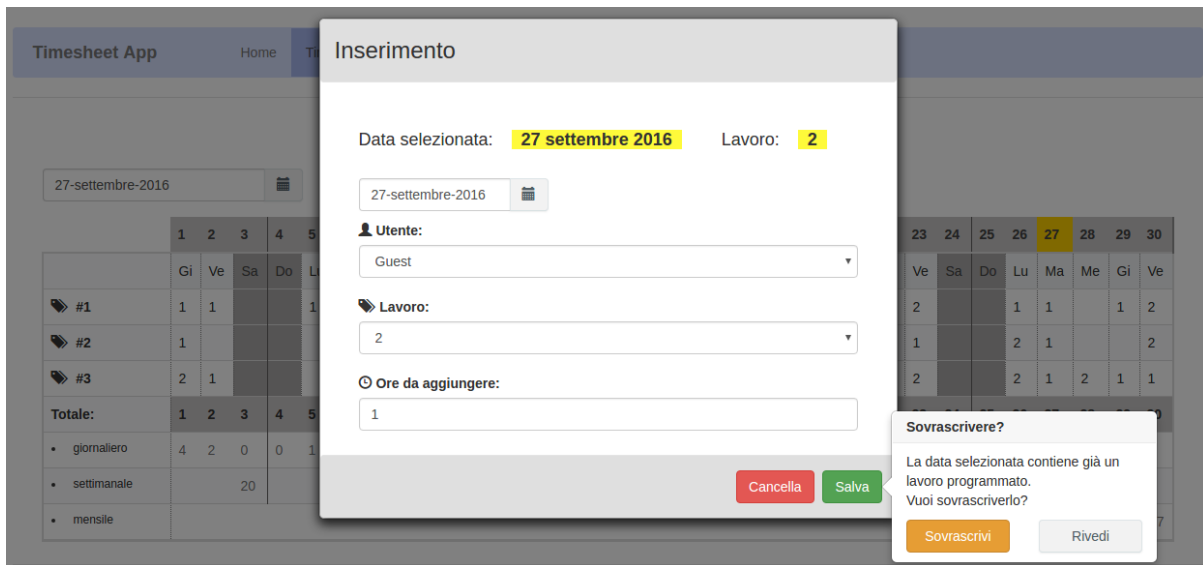 Timesheet App Home
Inserimento
Data selezionata: 27 settembre 2016 Lavoro: 2
27-settembre-2016
27-settembre-2016
Utente:
Guest
Lavoro:
2
Ore da aggiungere:
1
Cancella Salva
1 2 3 4 5 23 24 25 26 27 28 29 30
Gi Ve Sa Do Ve Sa Do Lu Ma Me Gi Ve
#1 1 1 1 2 1 1 1 2
#2 1 1 2 1 2
#3 2 1 2 2 1 2 1 1
Totale: 1 2 3 4 5
giornaliero 4 2 0 0 1
settimanale 20
mensile 7
Sovrascrivere?
La data selezionata contiene già un
lavoro programmato.
Vuoi sovrascriverlo?
Sovrascrivi Rivedi